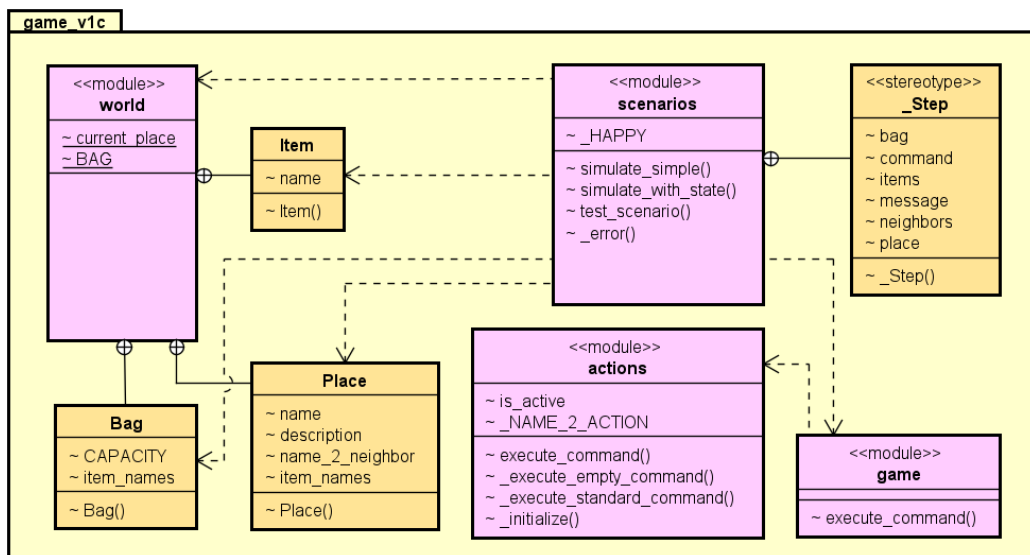 game_v1c
<<module>>
world
~ current_place
~ BAG
Item
~ name
~ Item()
<<module>>
scenarios
~ _HAPPY
~ simulate_simple()
~ simulate_with_state()
~ test_scenario()
~ _error()
<<stereotype>>
_Step
~ bag
~ command
~ items
~ message
~ neighbors
~ place
~ _Step()
Bag
~ CAPACITY
~ item_names
~ Bag()
Place
~ name
~ description
~ name_2_neighbor
~ item_names
~ Place()
<<module>>
actions
~ is_active
~ _NAME_2_ACTION
~ execute_command()
~ _execute_empty_command()
~ _execute_standard_command()
~ _initialize()
<<module>>
game
~ execute_command()